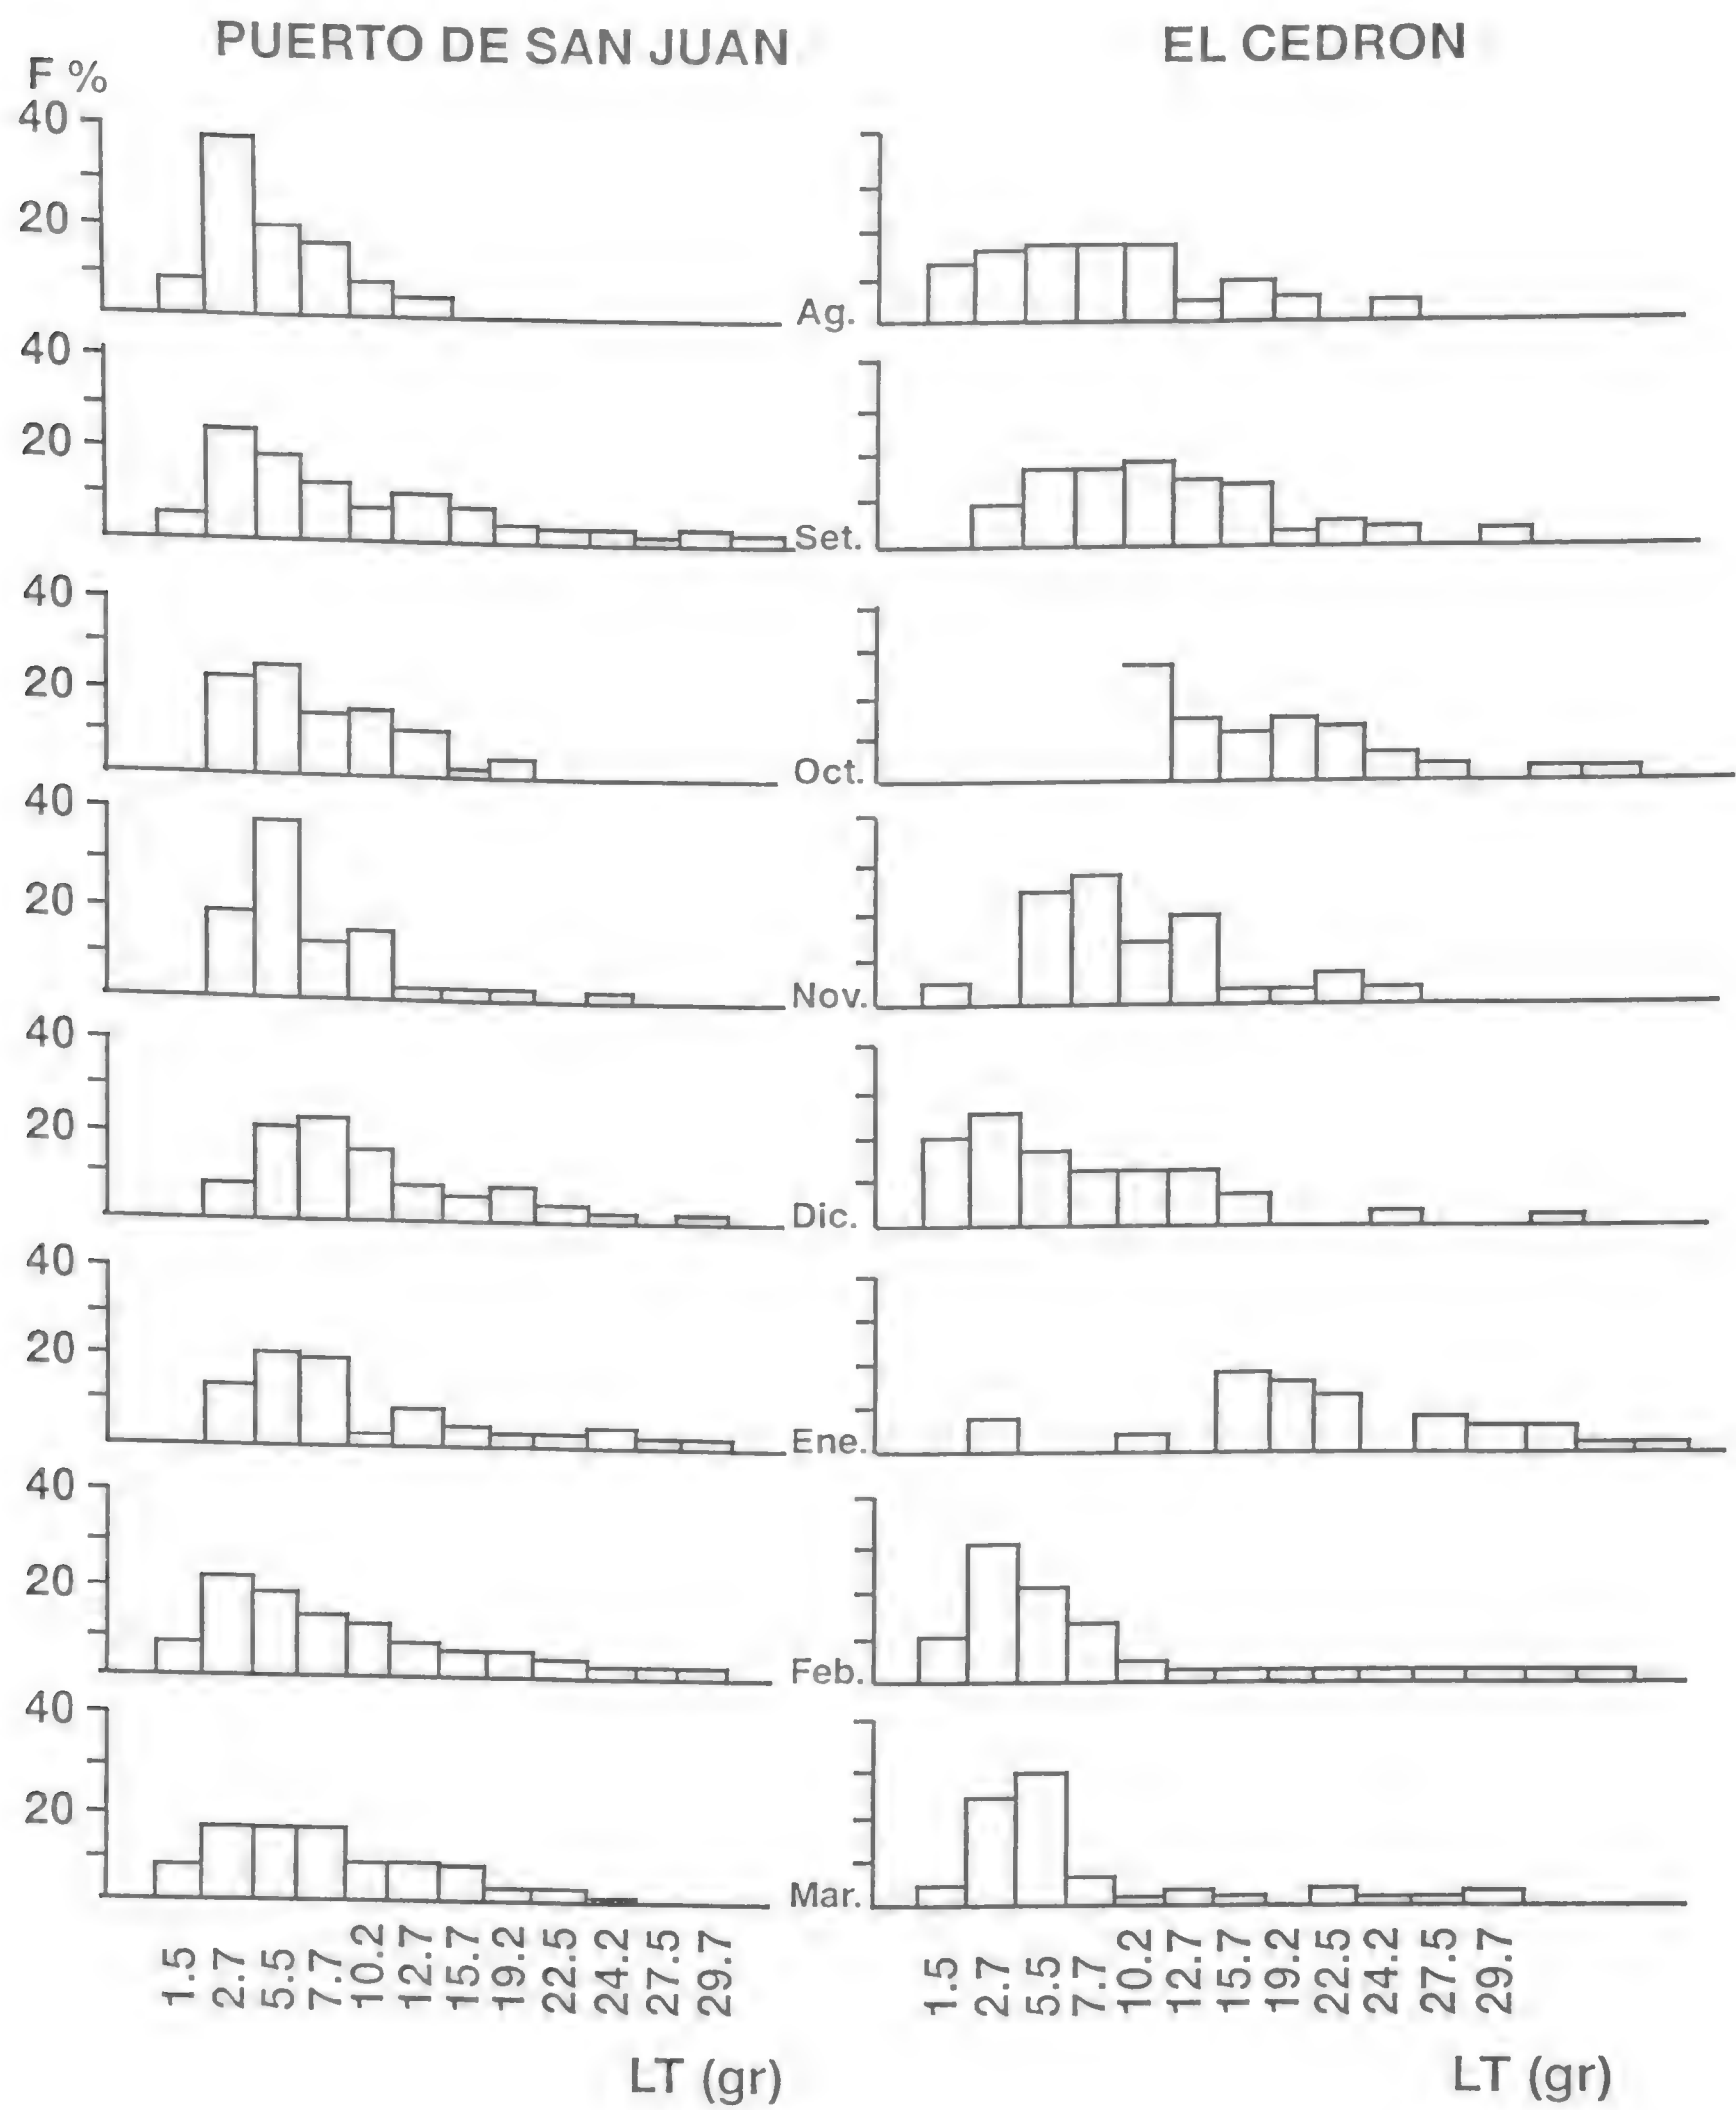 PUERTO DE SAN JUAN
EL CEDRON
F %
40
20
Ag.
40
20
Set.
40
20
Oct.
40
20
Nov.
40
20
Dic.
40
20
Ene.
40
20
Feb.
40
20
Mar.
1.5 2.7 5.5 7.7 10.2 12.7 15.7 19.2 22.5 24.2 27.5 29.7
1.5 2.7 5.5 7.7 10.2 12.7 15.7 19.2 22.5 24.2 27.5 29.7
LT (gr)
LT (gr)